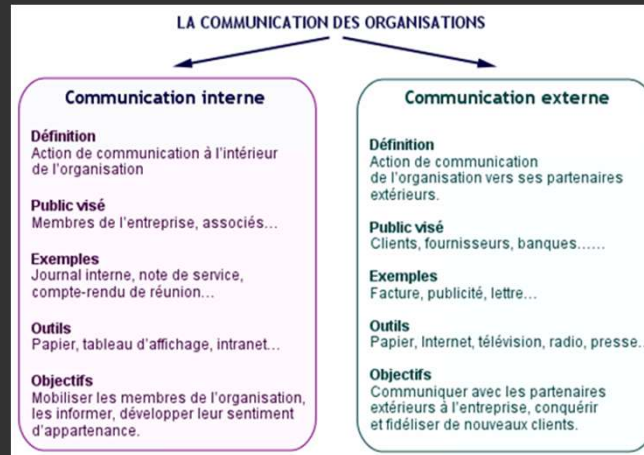 LA COMMUNICATION DES ORGANISATIONS
Communication interne
Définition
Action de communication à l'intérieur
de l'organisation
Public visé
Membres de l'entreprise, associés...
Exemples
Journal interne, note de service,
compte-rendu de réunion...
Outils
Papier, tableau d'affichage, intranet...
Objectifs
Mobiliser les membres de l'organisation,
les informer, développer leur sentiment
d'appartenance.
Communication externe
Définition
Action de communication
de l'organisation vers ses partenaires
extérieurs.
Public visé
Clients, fournisseurs, banques......
Exemples
Facture, publicité, lettre...
Outils
Papier, Internet, télévision, radio, presse...
Objectifs
Communiquer avec les partenaires
extérieurs à l'entreprise, conquérir
et fidéliser de nouveaux clients.